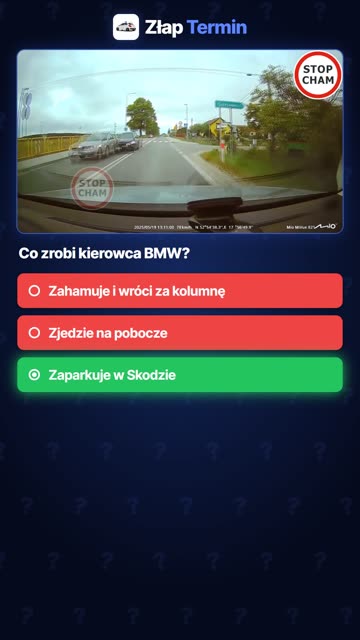 Złap Termin
STOP
CHAM
STOP
CHAM
Co zrobi kierowca BMW?
Zahamuje i wróci za kolumnę
Zjedzie na pobocze
Zaparkuje w Skodzie